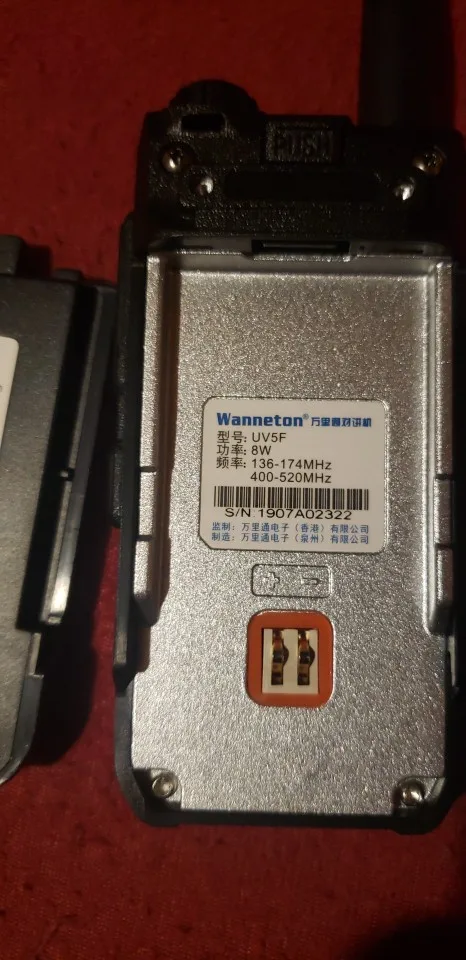 PUSH
Wanneton® 万里通对讲机
型号: UV5F
功率: 8W
频率: 136-174MHz
400-520MHz
S/N.1907A02322
监制: 万里通电子（香港）有限公司
制造: 万里通电子（泉州）有限公司
+ -